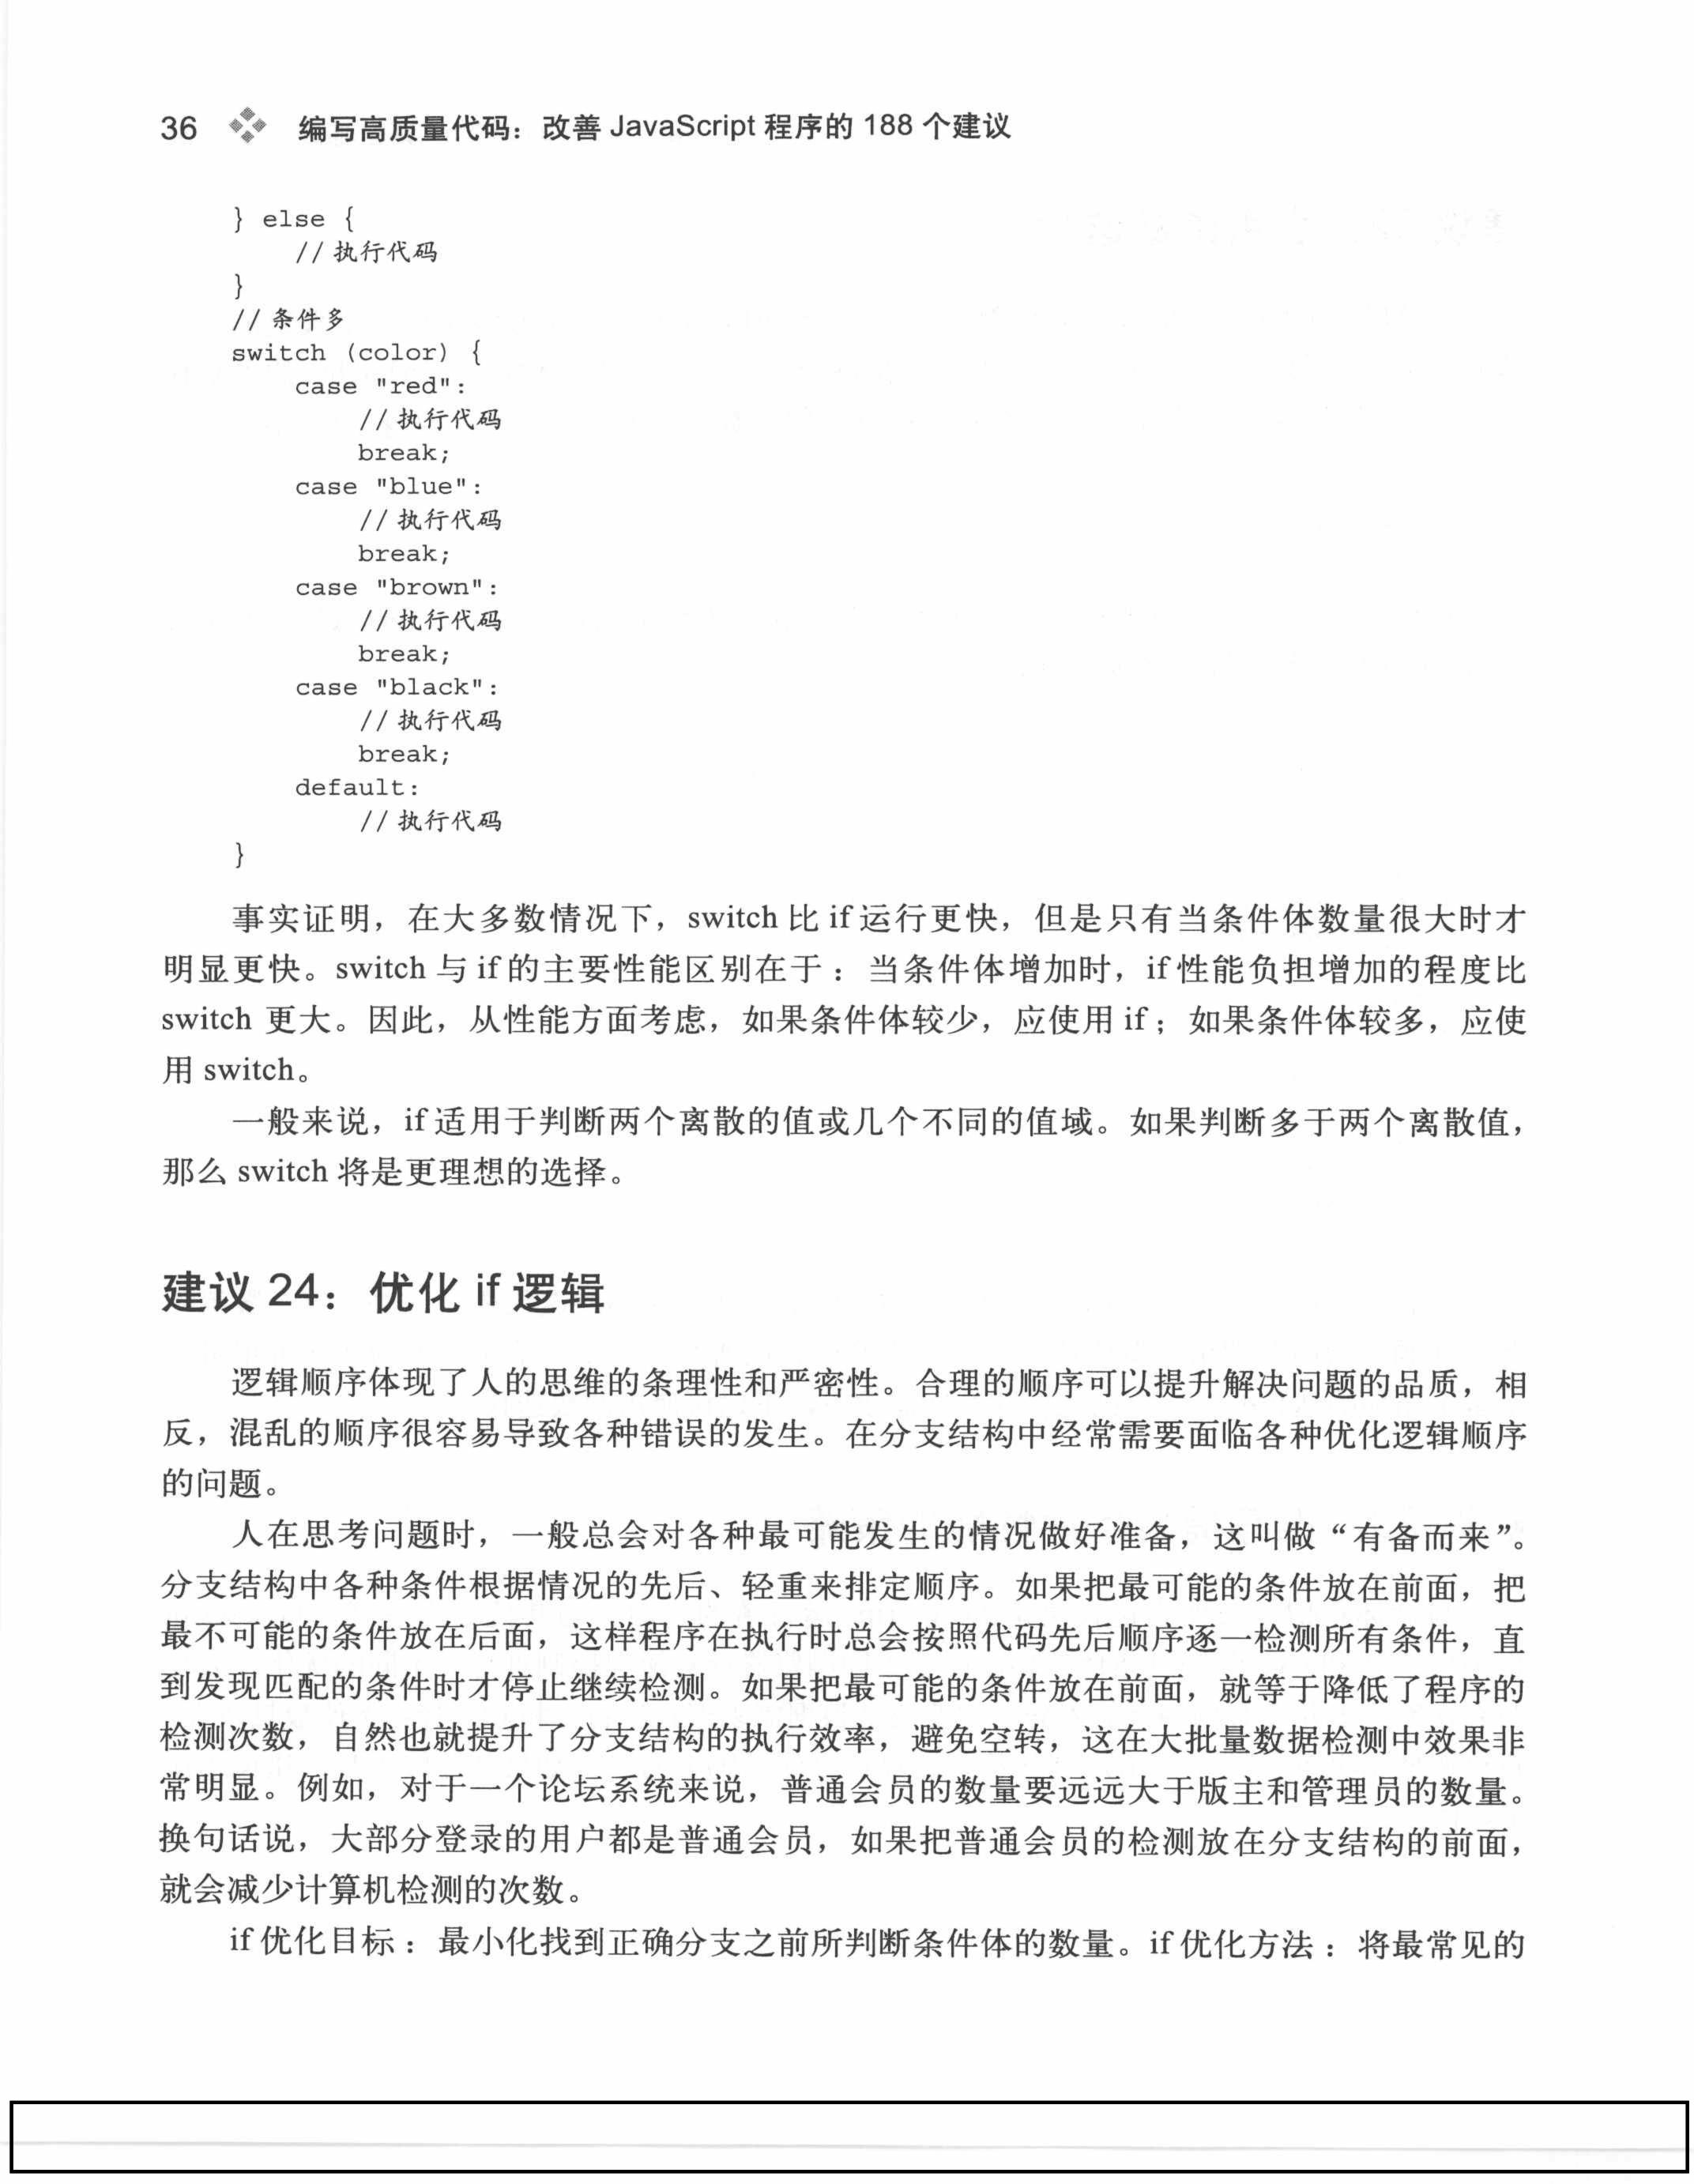 36 编写高质量代码：改善 JavaScript 程序的 188 个建议
} else {
// 执行代码
}
// 条件多
switch (color) {
case "red":
// 执行代码
break;
case "blue":
// 执行代码
break;
case "brown":
// 执行代码
break;
case "black":
// 执行代码
break;
default:
// 执行代码
}
事实证明，在大多数情况下，switch 比 if 运行更快，但是只有当条件体数量很大时才
明显更快。switch 与 if 的主要性能区别在于：当条件体增加时，if 性能负担增加的程度比
switch 更大。因此，从性能方面考虑，如果条件体较少，应使用 if；如果条件体较多，应使
用 switch。
一般来说，if 适用于判断两个离散的值或几个不同的值域。如果判断多于两个离散值，
那么 switch 将是更理想的选择。
建议 24：优化 if 逻辑
逻辑顺序体现了人的思维的条理性和严密性。合理的顺序可以提升解决问题的品质，相
反，混乱的顺序很容易导致各种错误的发生。在分支结构中经常需要面临各种优化逻辑顺序
的问题。
人在思考问题时，一般总会对各种最可能发生的情况做好准备，这叫做“有备而来”。
分支结构中各种条件根据情况的先后、轻重来排定顺序。如果把最可能的条件放在前面，把
最不可能的条件放在后面，这样程序在执行时总会按照代码先后顺序逐一检测所有条件，直
到发现匹配的条件时才停止继续检测。如果把最可能的条件放在前面，就等于降低了程序的
检测次数，自然也就提升了分支结构的执行效率，避免空转，这在大批量数据检测中效果非
常明显。例如，对于一个论坛系统来说，普通会员的数量要远远大于版主和管理员的数量。
换句话说，大部分登录的用户都是普通会员，如果把普通会员的检测放在分支结构的前面，
就会减少计算机检测的次数。
if 优化目标：最小化找到正确分支之前所判断条件体的数量。if 优化方法：将最常见的